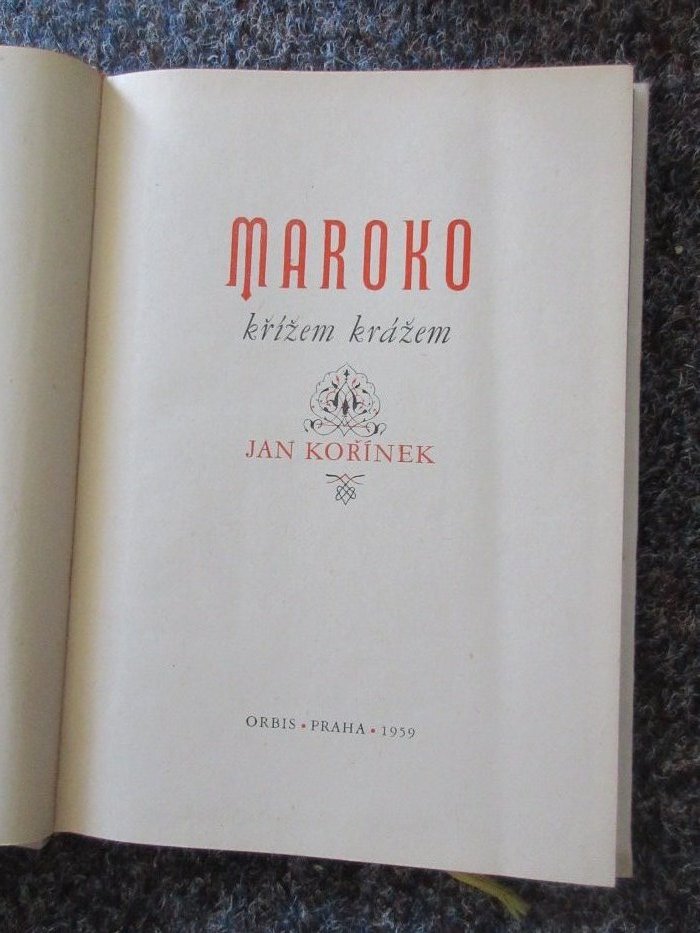 MAROKO
křížem krážem
JAN KOŘÍNEK
ORBIS • PRAHA • 1959